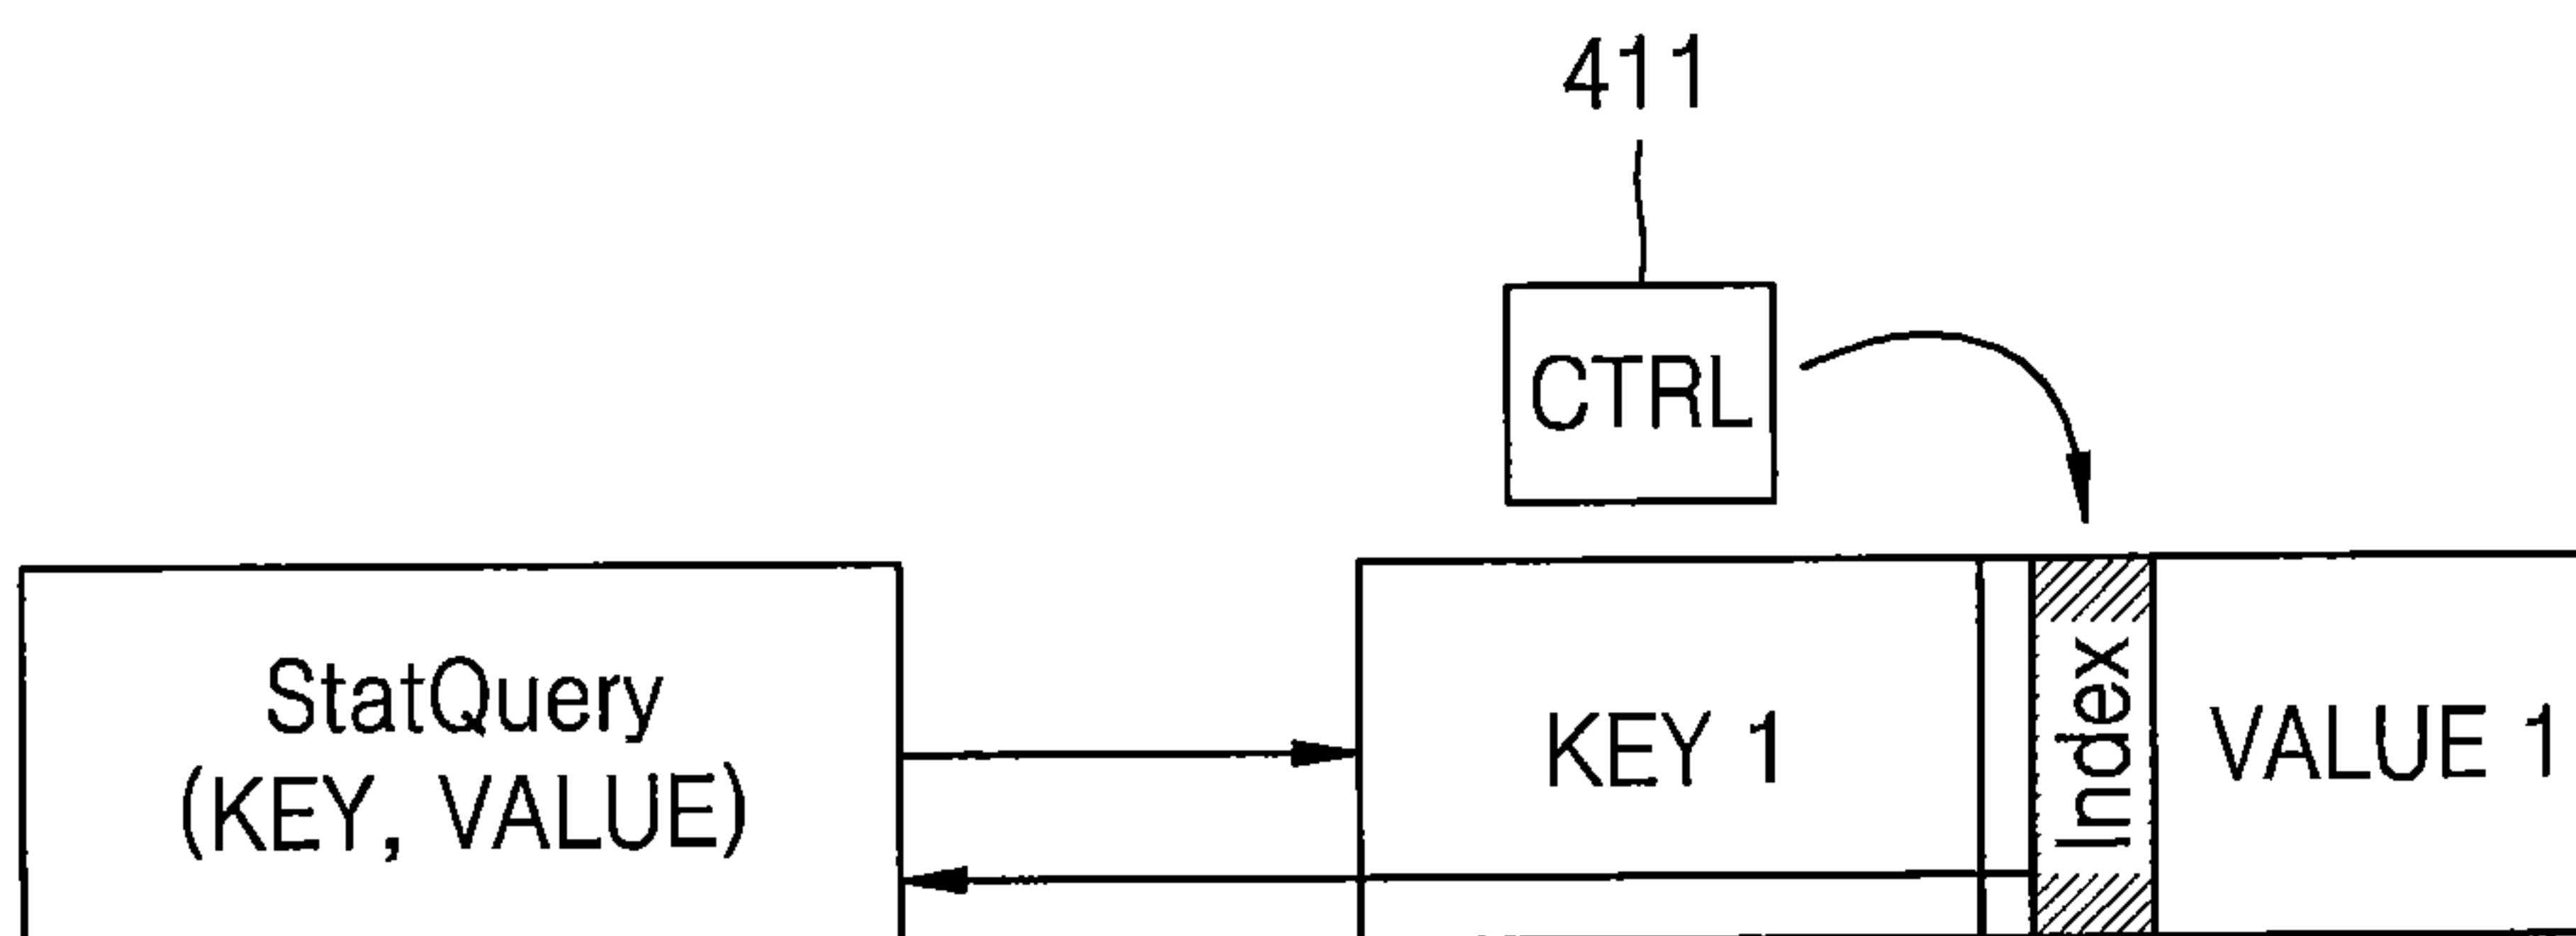 411
CTRL
StatQuery
(KEY, VALUE)
KEY 1
Index
VALUE 1